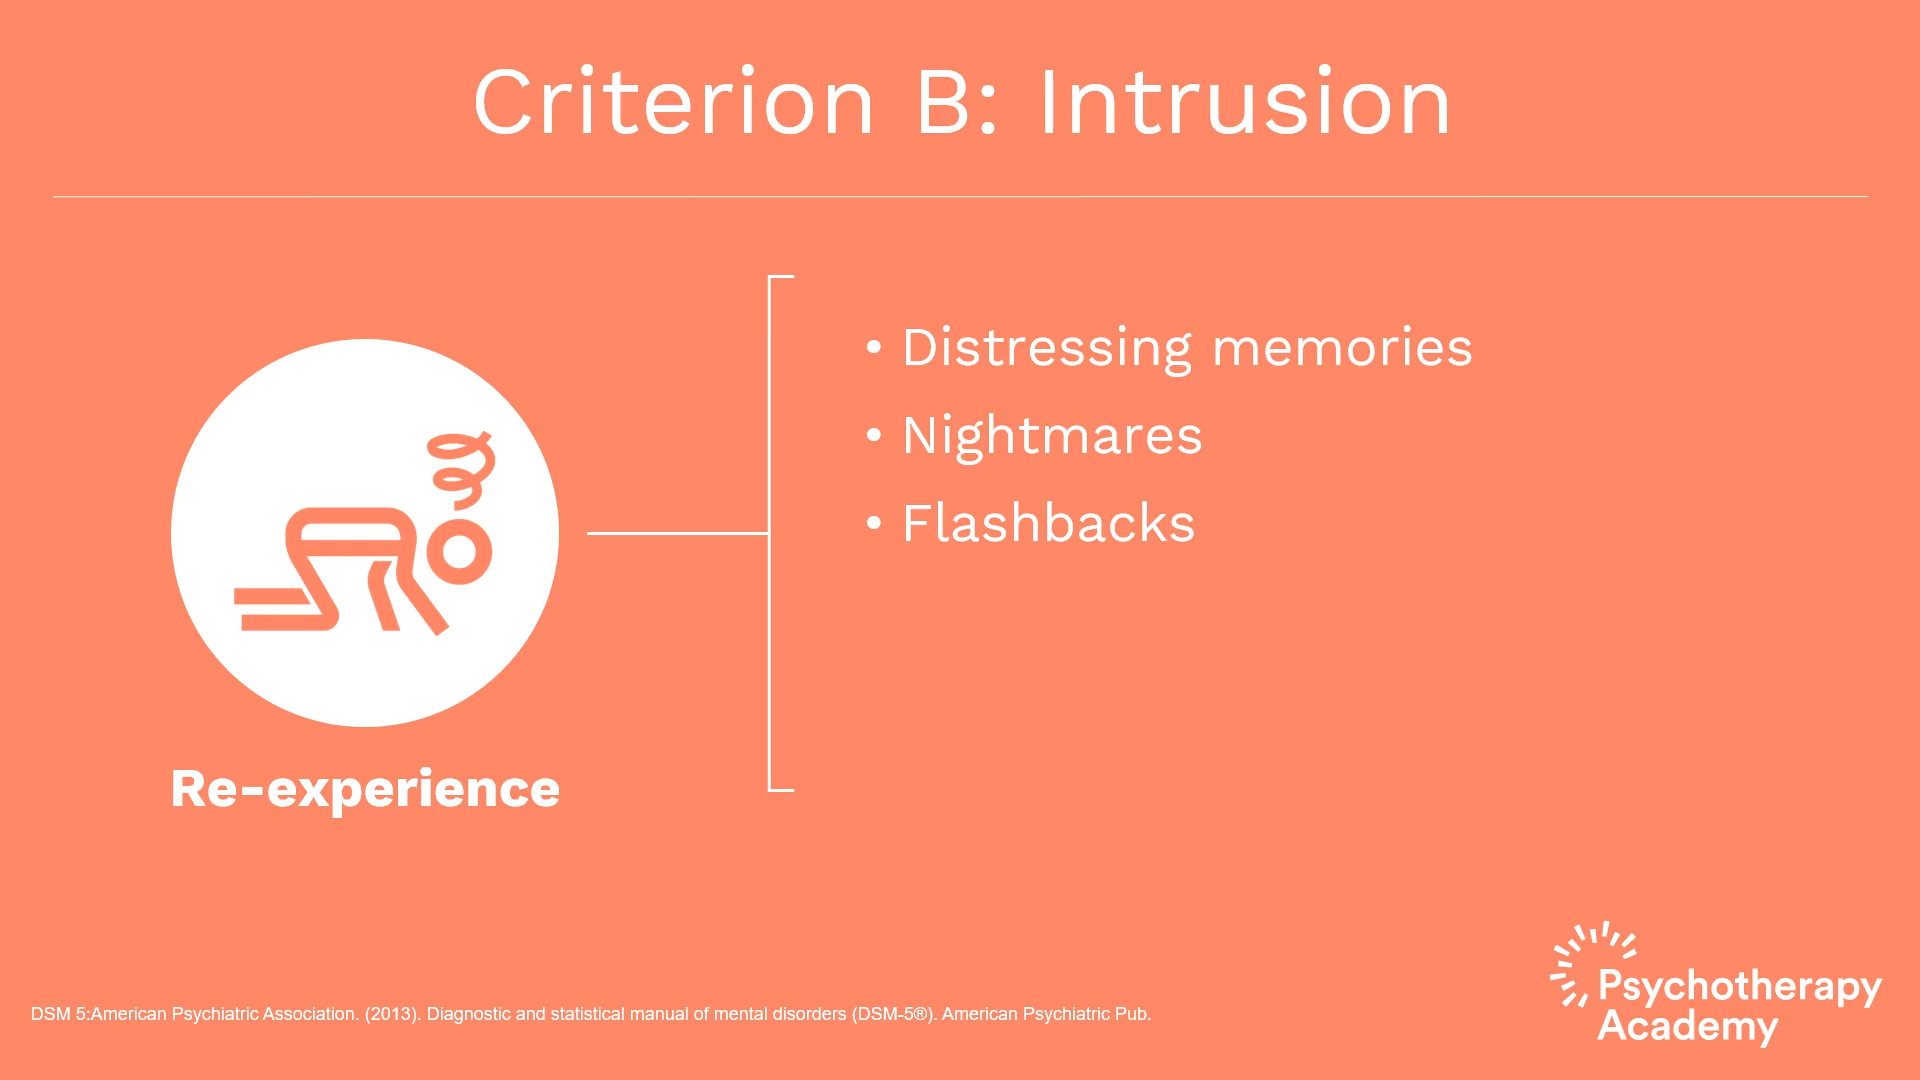 Criterion B: Intrusion
• Distressing memories
• Nightmares
• Flashbacks
Re-experience
DSM 5:American Psychiatric Association. (2013). Diagnostic and statistical manual of mental disorders (DSM-5®). American Psychiatric Pub.
Psychotherapy
Academy